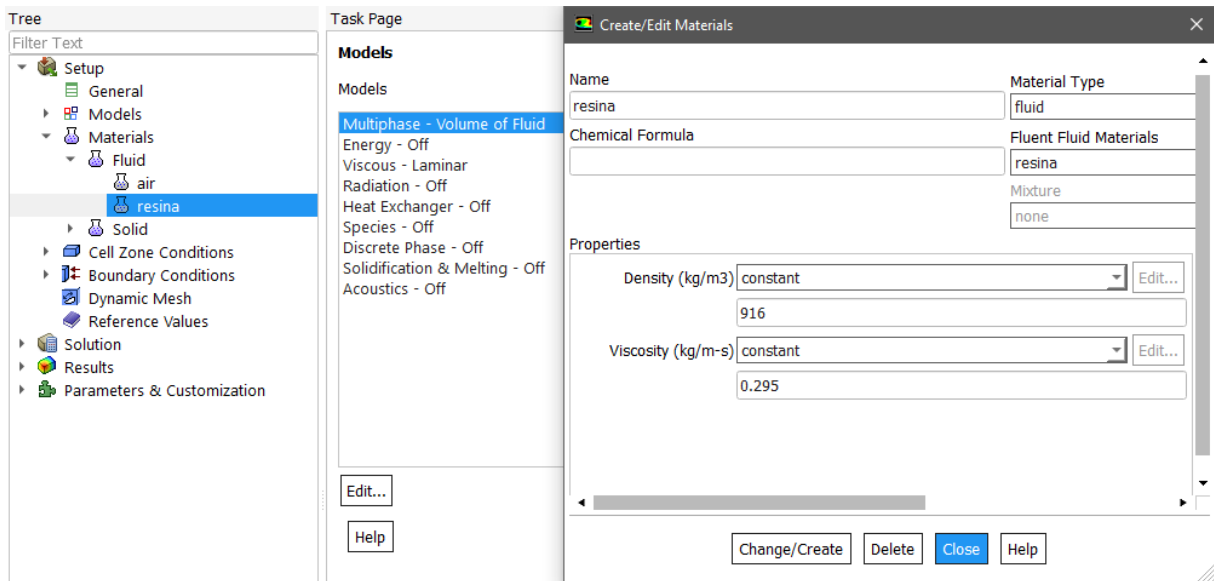 Tree
Filter Text
Setup
General
Models
Materials
Fluid
air
resina
Solid
Cell Zone Conditions
Boundary Conditions
Dynamic Mesh
Reference Values
Solution
Results
Parameters & Customization
Task Page
Models
Models
Multiphase - Volume of Fluid
Energy - Off
Viscous - Laminar
Radiation - Off
Heat Exchanger - Off
Species - Off
Discrete Phase - Off
Solidification & Melting - Off
Acoustics - Off
Edit...
Help
Create/Edit Materials
Name
resina
Chemical Formula
Material Type
fluid
Fluent Fluid Materials
resina
Mixture
none
Properties
Density (kg/m3) constant Edit...
916
Viscosity (kg/m-s) constant Edit...
0.295
Change/Create Delete Close Help